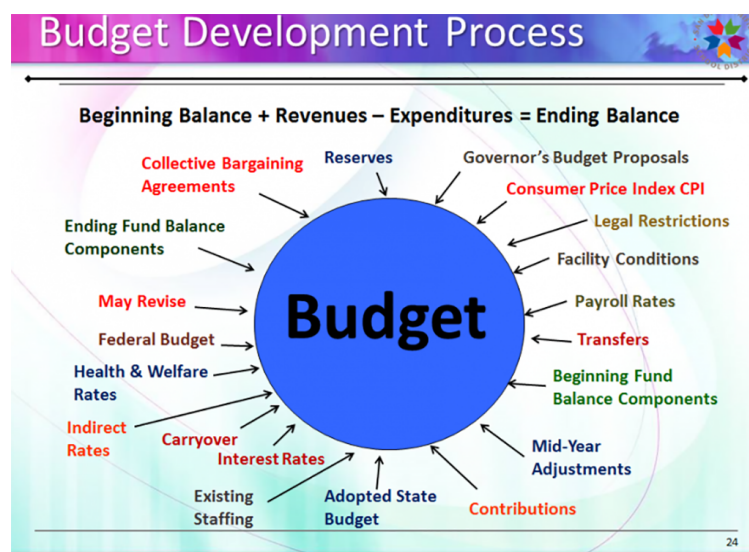 Budget Development Process
Beginning Balance + Revenues – Expenditures = Ending Balance
Reserves
Governor's Budget Proposals
Collective Bargaining
Agreements
Consumer Price Index CPI
Legal Restrictions
Ending Fund Balance
Components
Facility Conditions
May Revise
Payroll Rates
Budget
Federal Budget
Transfers
Health & Welfare
Rates
Beginning Fund
Balance Components
Indirect
Rates
Carryover
Interest Rates
Mid-Year
Adjustments
Existing
Staffing
Adopted State
Budget
Contributions
24